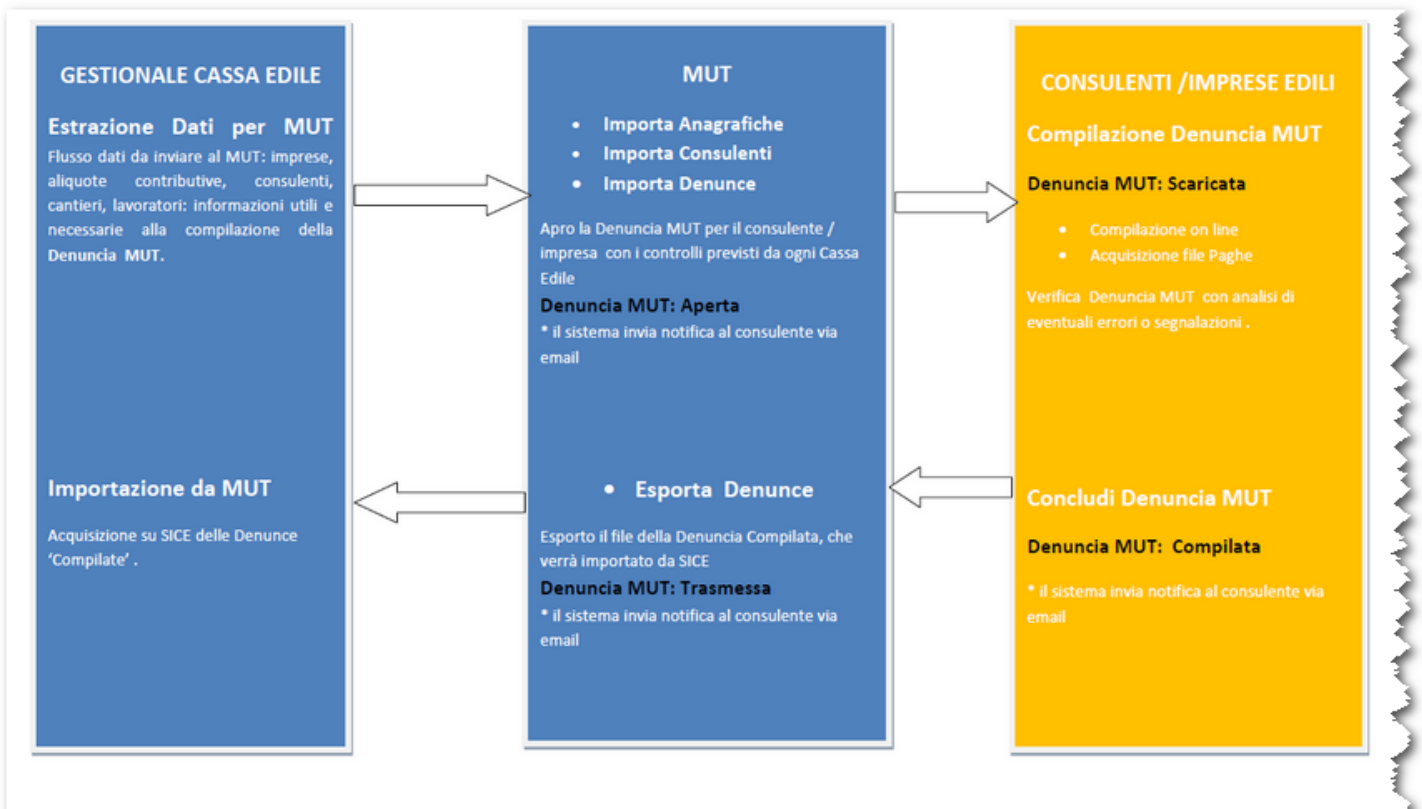 GESTIONALE CASSA EDILE
Estrazione Dati per MUT
Flusso dati da inviare al MUT: imprese,
aliquote contributive, consulenti,
cantieri, lavoratori: informazioni utili e
necessarie alla compilazione della
Denuncia MUT.
Importazione da MUT
Acquisizione su SICE delle Denunce
‘Compilate’ .
MUT
• Importa Anagrafiche
• Importa Consulenti
• Importa Denunce
Apro la Denuncia MUT per il consulente /
impresa con i controlli previsti da ogni Cassa
Edile
Denuncia MUT: Aperta
* il sistema invia notifica al consulente via
email
• Esporta Denunce
Esporto il file della Denuncia Compilata, che
verrà importato da SICE
Denuncia MUT: Trasmessa
* il sistema invia notifica al consulente via
email
CONSULENTI /IMPRESE EDILI
Compilazione Denuncia MUT
Denuncia MUT: Scaricata
• Compilazione on line
• Acquisizione file Paghe
Verifica Denuncia MUT con analisi di
eventuali errori o segnalazioni .
Concludi Denuncia MUT
Denuncia MUT: Compilata
* il sistema invia notifica al consulente via
email